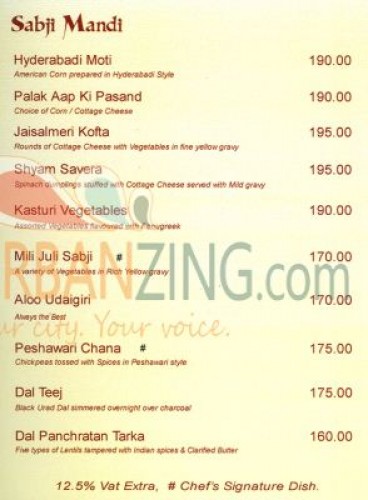 Sabji Mandi
Hyderabadi Moti 190.00
American Corn prepared in Hyderabadi Style
Palak Aap Ki Pasand 190.00
Choice of Corn / Cottage Cheese
Jaisalmeri Kofta 195.00
Rounds of Cottage Cheese with Vegetables in fine yellow gravy
Shyam Savera 195.00
Spinach dumplings stuffed with Cottage Cheese served with Mild gravy
Kasturi Vegetables 190.00
Assorted Vegetables flavoured with Fenugreek
Mili Juli Sabji # 170.00
A variety of Vegetables in Rich Yellow gravy
RBANZING.com
Aloo Udaigiri 170.00
Always the Best
ur city. Your voice.
Peshawari Chana # 175.00
Chickpeas tossed with Spices in Peshawari style
Dal Teej 175.00
Black Ured Dal simmered overnight over charcoal
Dal Panchratan Tarka 160.00
Five types of Lentils tampered with Indian spices & Clarified Butter
12.5% Vat Extra, # Chef's Signature Dish.